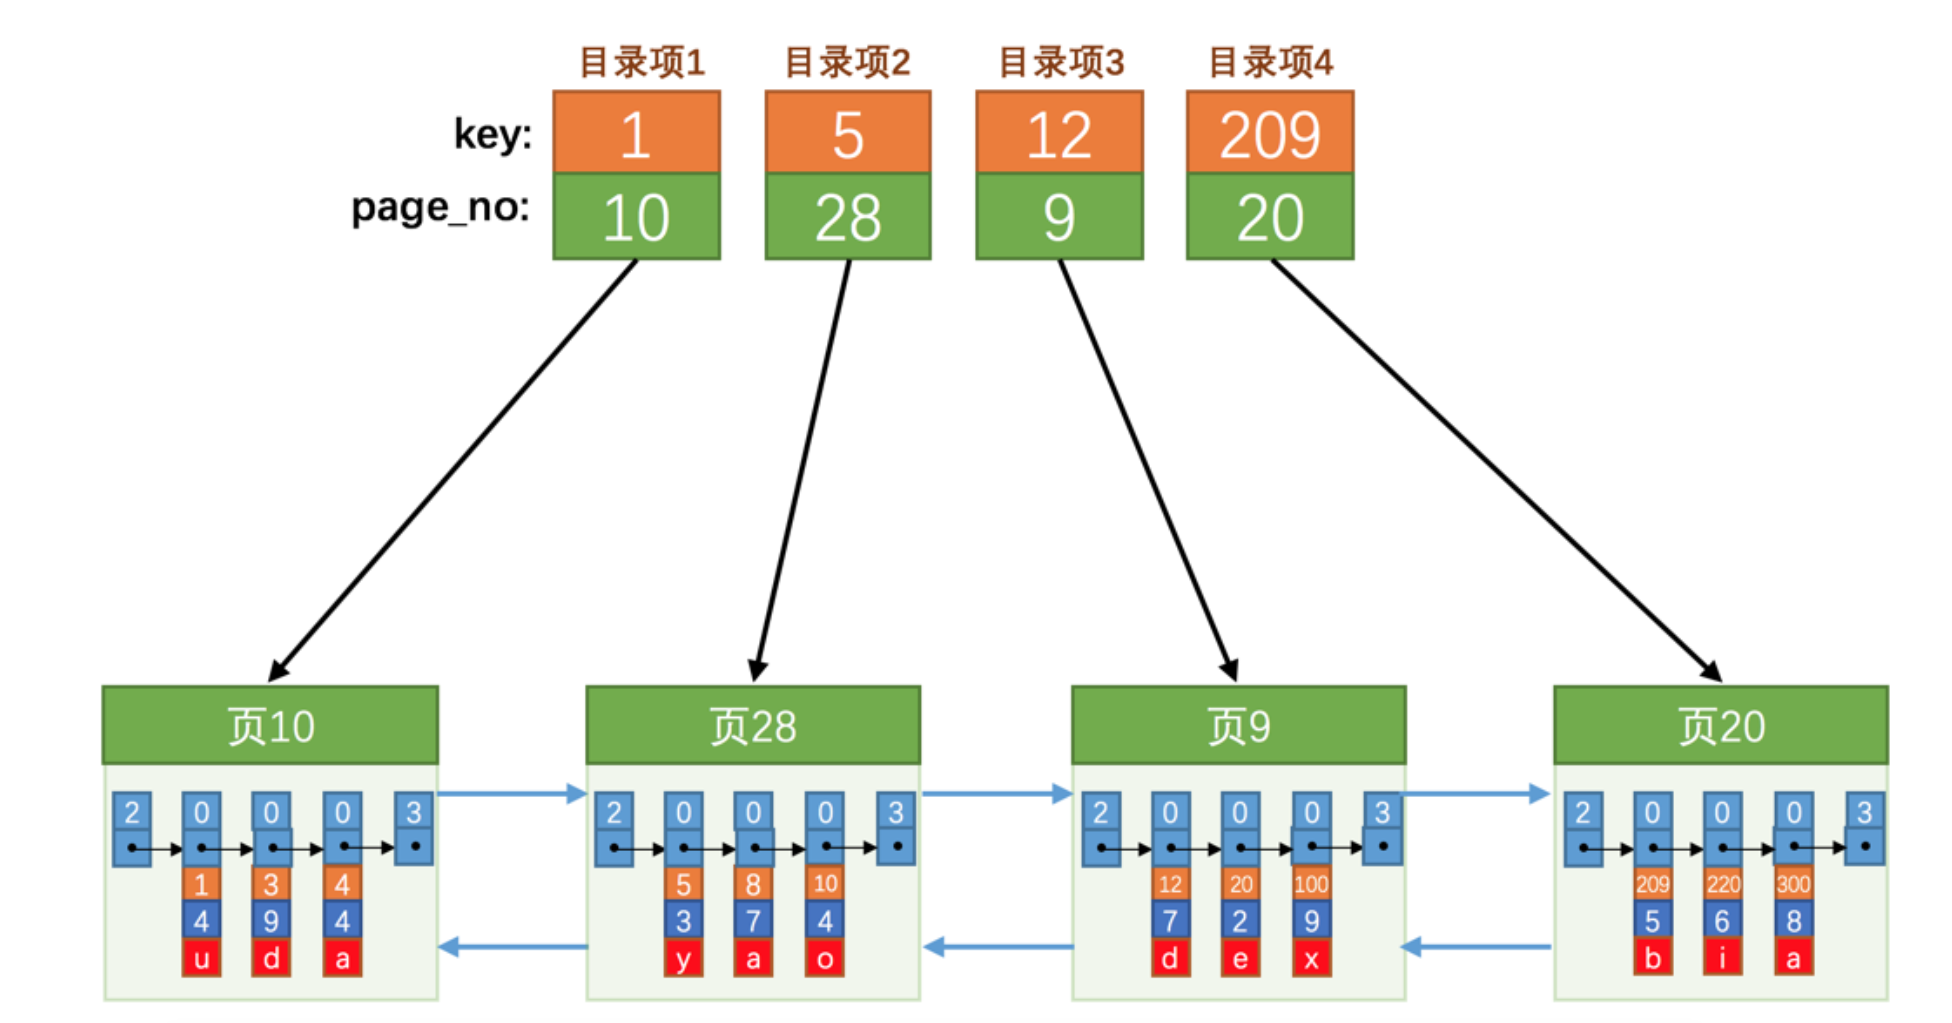 目录项1 目录项2 目录项3 目录项4
key: 1 5 12 209
page_no: 10 28 9 20
页10 页28 页9 页20
2 0 0 0 3 2 0 0 0 3 2 0 0 0 3 2 0 0 0 3
1 3 4 5 8 10 12 20 100 209 220 300
4 9 4 3 7 4 7 2 9 5 6 8
u d a y a o d e x b i a